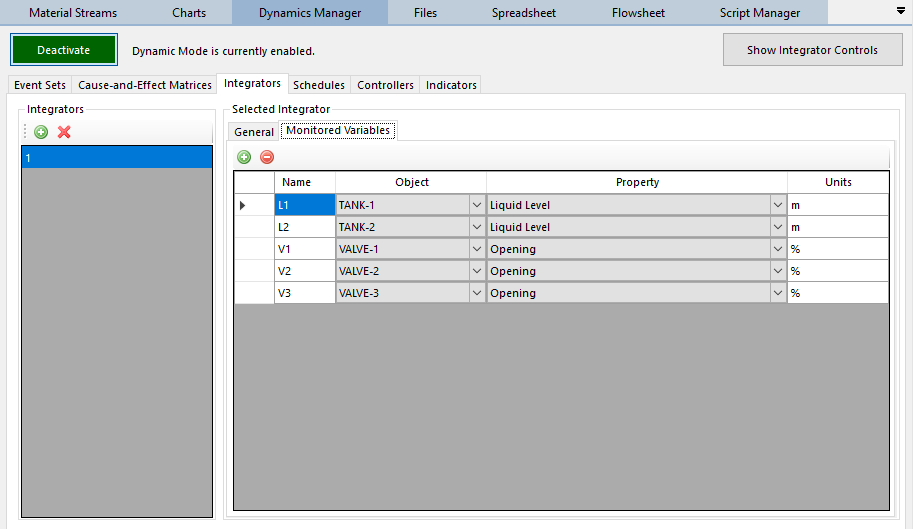 Material Streams Charts Dynamics Manager Files Spreadsheet Flowsheet Script Manager
Deactivate Dynamic Mode is currently enabled. Show Integrator Controls
Event Sets Cause-and-Effect Matrices Integrators Schedules Controllers Indicators
Integrators Selected Integrator
General Monitored Variables
1
Name Object Property Units
L1 TANK-1 Liquid Level m
L2 TANK-2 Liquid Level m
V1 VALVE-1 Opening %
V2 VALVE-2 Opening %
V3 VALVE-3 Opening %